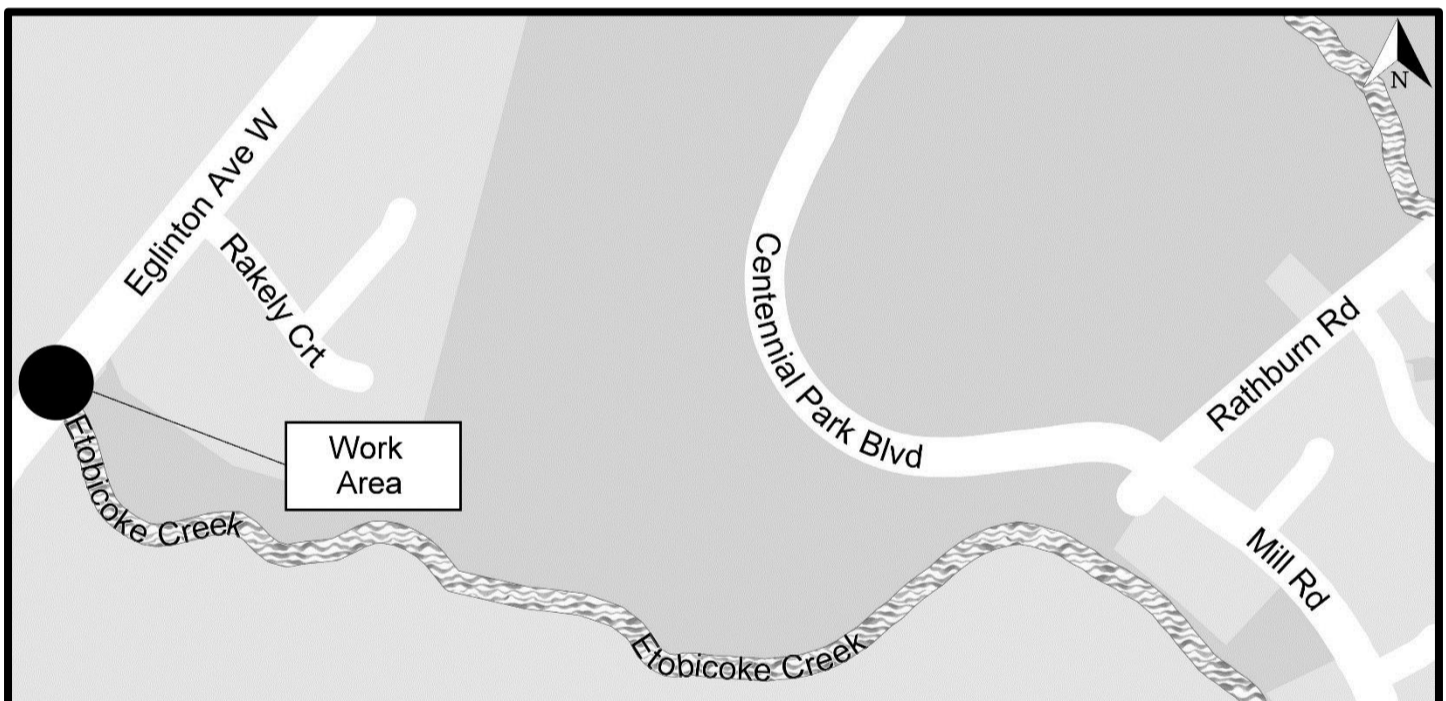 N
Eglinton Ave W
Rakely Crt
Centennial Park Blvd
Rathburn Rd
Work
Area
Etobicoke Creek
Mill Rd
Etobicoke Creek